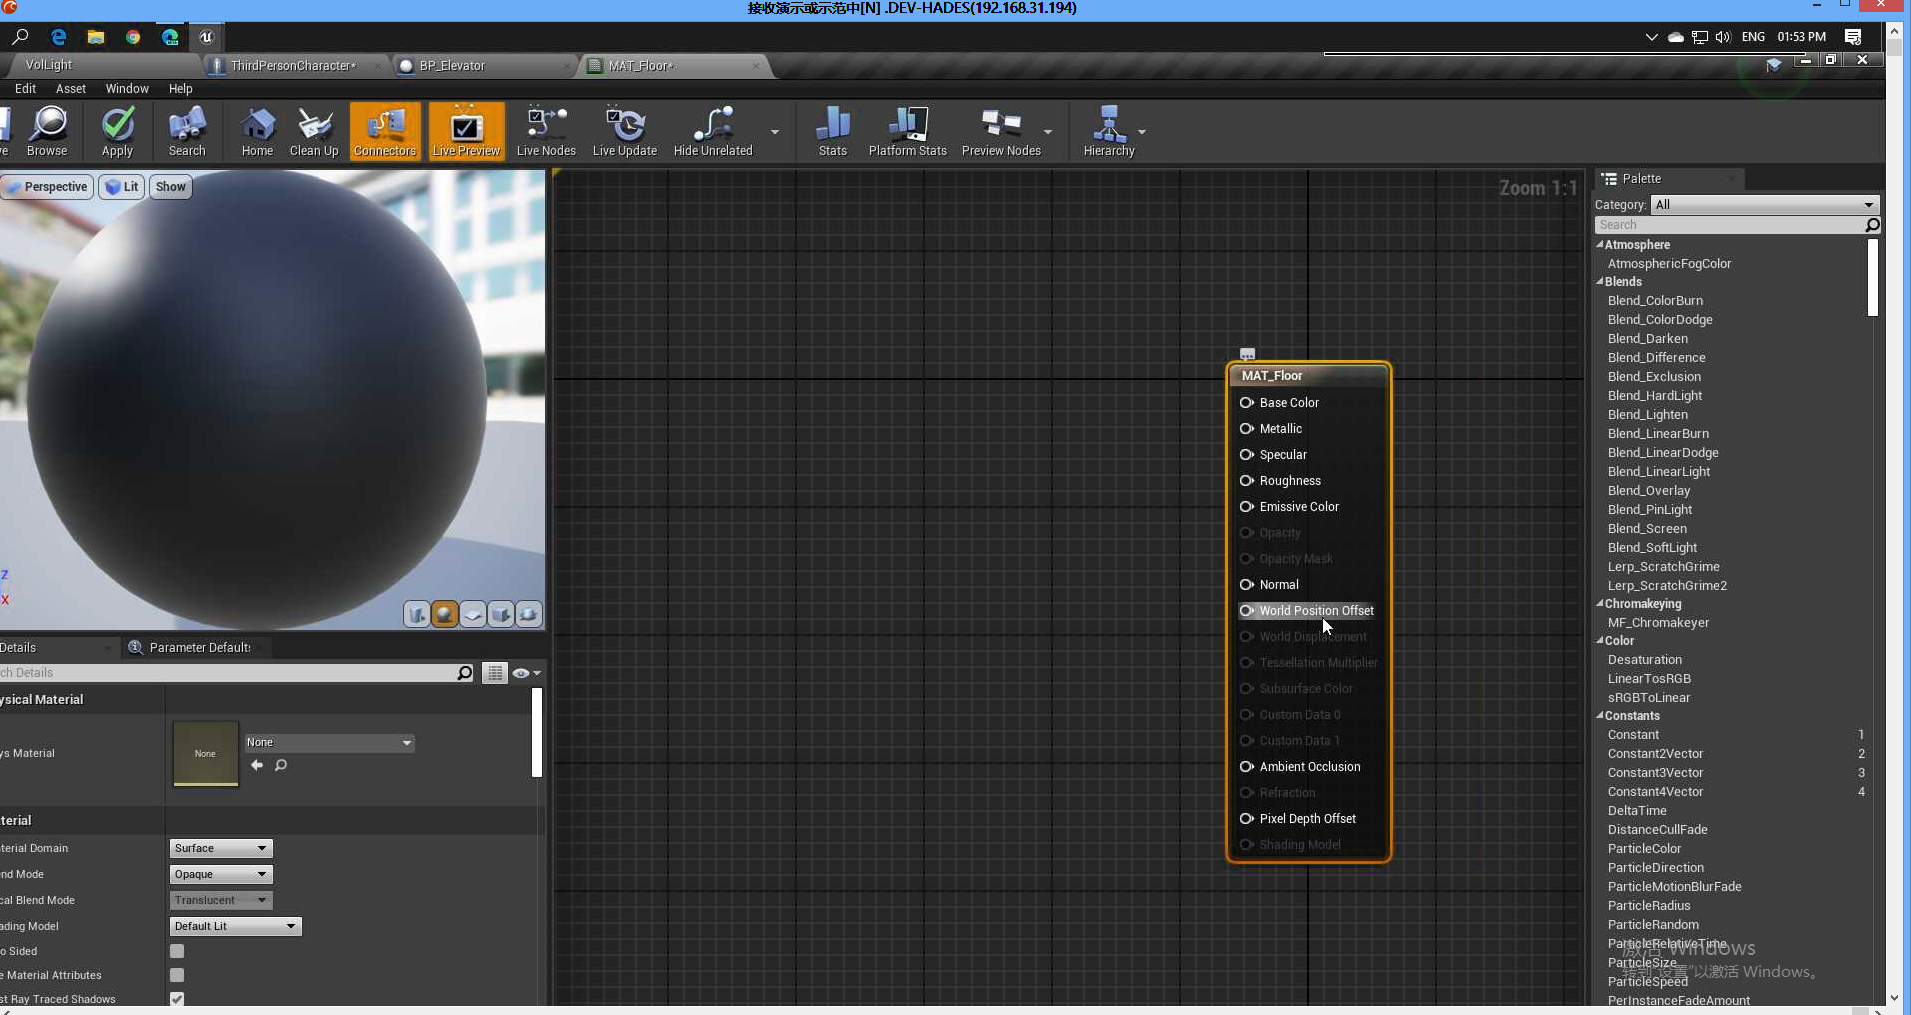 接收演示或示范中[N] .DEV-HADES(192.168.31.194)
ENG 01:53 PM
VolLight
ThirdPersonCharacter*
BP_Elevator
MAT_Floor*
Edit Asset Window Help
Browse
Apply
Search
Home
Clean Up
Connectors
Live Preview
Live Nodes
Live Update
Hide Unrelated
Stats
Platform Stats
Preview Nodes
Hierarchy
Perspective
Lit
Show
Z
X
Details
Parameter Default
ch Details
ysical Material
ys Material
None
None
terial
terial Domain
Surface
nd Mode
Opaque
cal Blend Mode
Translucent
ading Model
Default Lit
o Sided
e Material Attributes
st Ray Traced Shadows
Zoom 1:1
MAT_Floor
Base Color
Metallic
Specular
Roughness
Emissive Color
Opacity
Opacity Mask
Normal
World Position Offset
World Displacement
Tessellation Multiplier
Subsurface Color
Custom Data 0
Custom Data 1
Ambient Occlusion
Refraction
Pixel Depth Offset
Shading Model
Palette
Category: All
Search
Atmosphere
AtmosphericFogColor
Blends
Blend_ColorBurn
Blend_ColorDodge
Blend_Darken
Blend_Difference
Blend_Exclusion
Blend_HardLight
Blend_Lighten
Blend_LinearBurn
Blend_LinearDodge
Blend_LinearLight
Blend_Overlay
Blend_PinLight
Blend_Screen
Blend_SoftLight
Lerp_ScratchGrime
Lerp_ScratchGrime2
Chromakeying
MF_Chromakeyer
Color
Desaturation
LinearTosRGB
sRGBToLinear
Constants
Constant 1
Constant2Vector 2
Constant3Vector 3
Constant4Vector 4
DeltaTime
DistanceCullFade
ParticleColor
ParticleDirection
ParticleMotionBlurFade
ParticleRadius
ParticleRandom
ParticleRelativeTime
ParticleSize
ParticleSpeed
PerInstanceFadeAmount
激活 Windows
转到"设置"以激活 Windows。